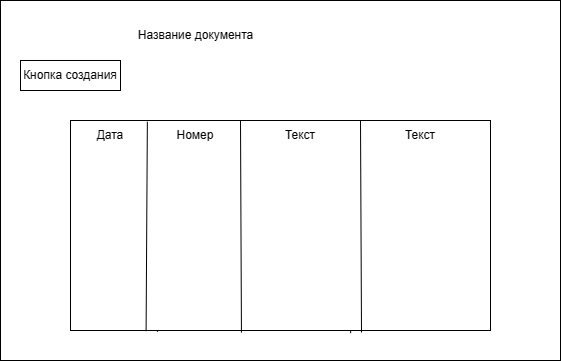 Название документа
Кнопка создания
Дата Номер Текст Текст